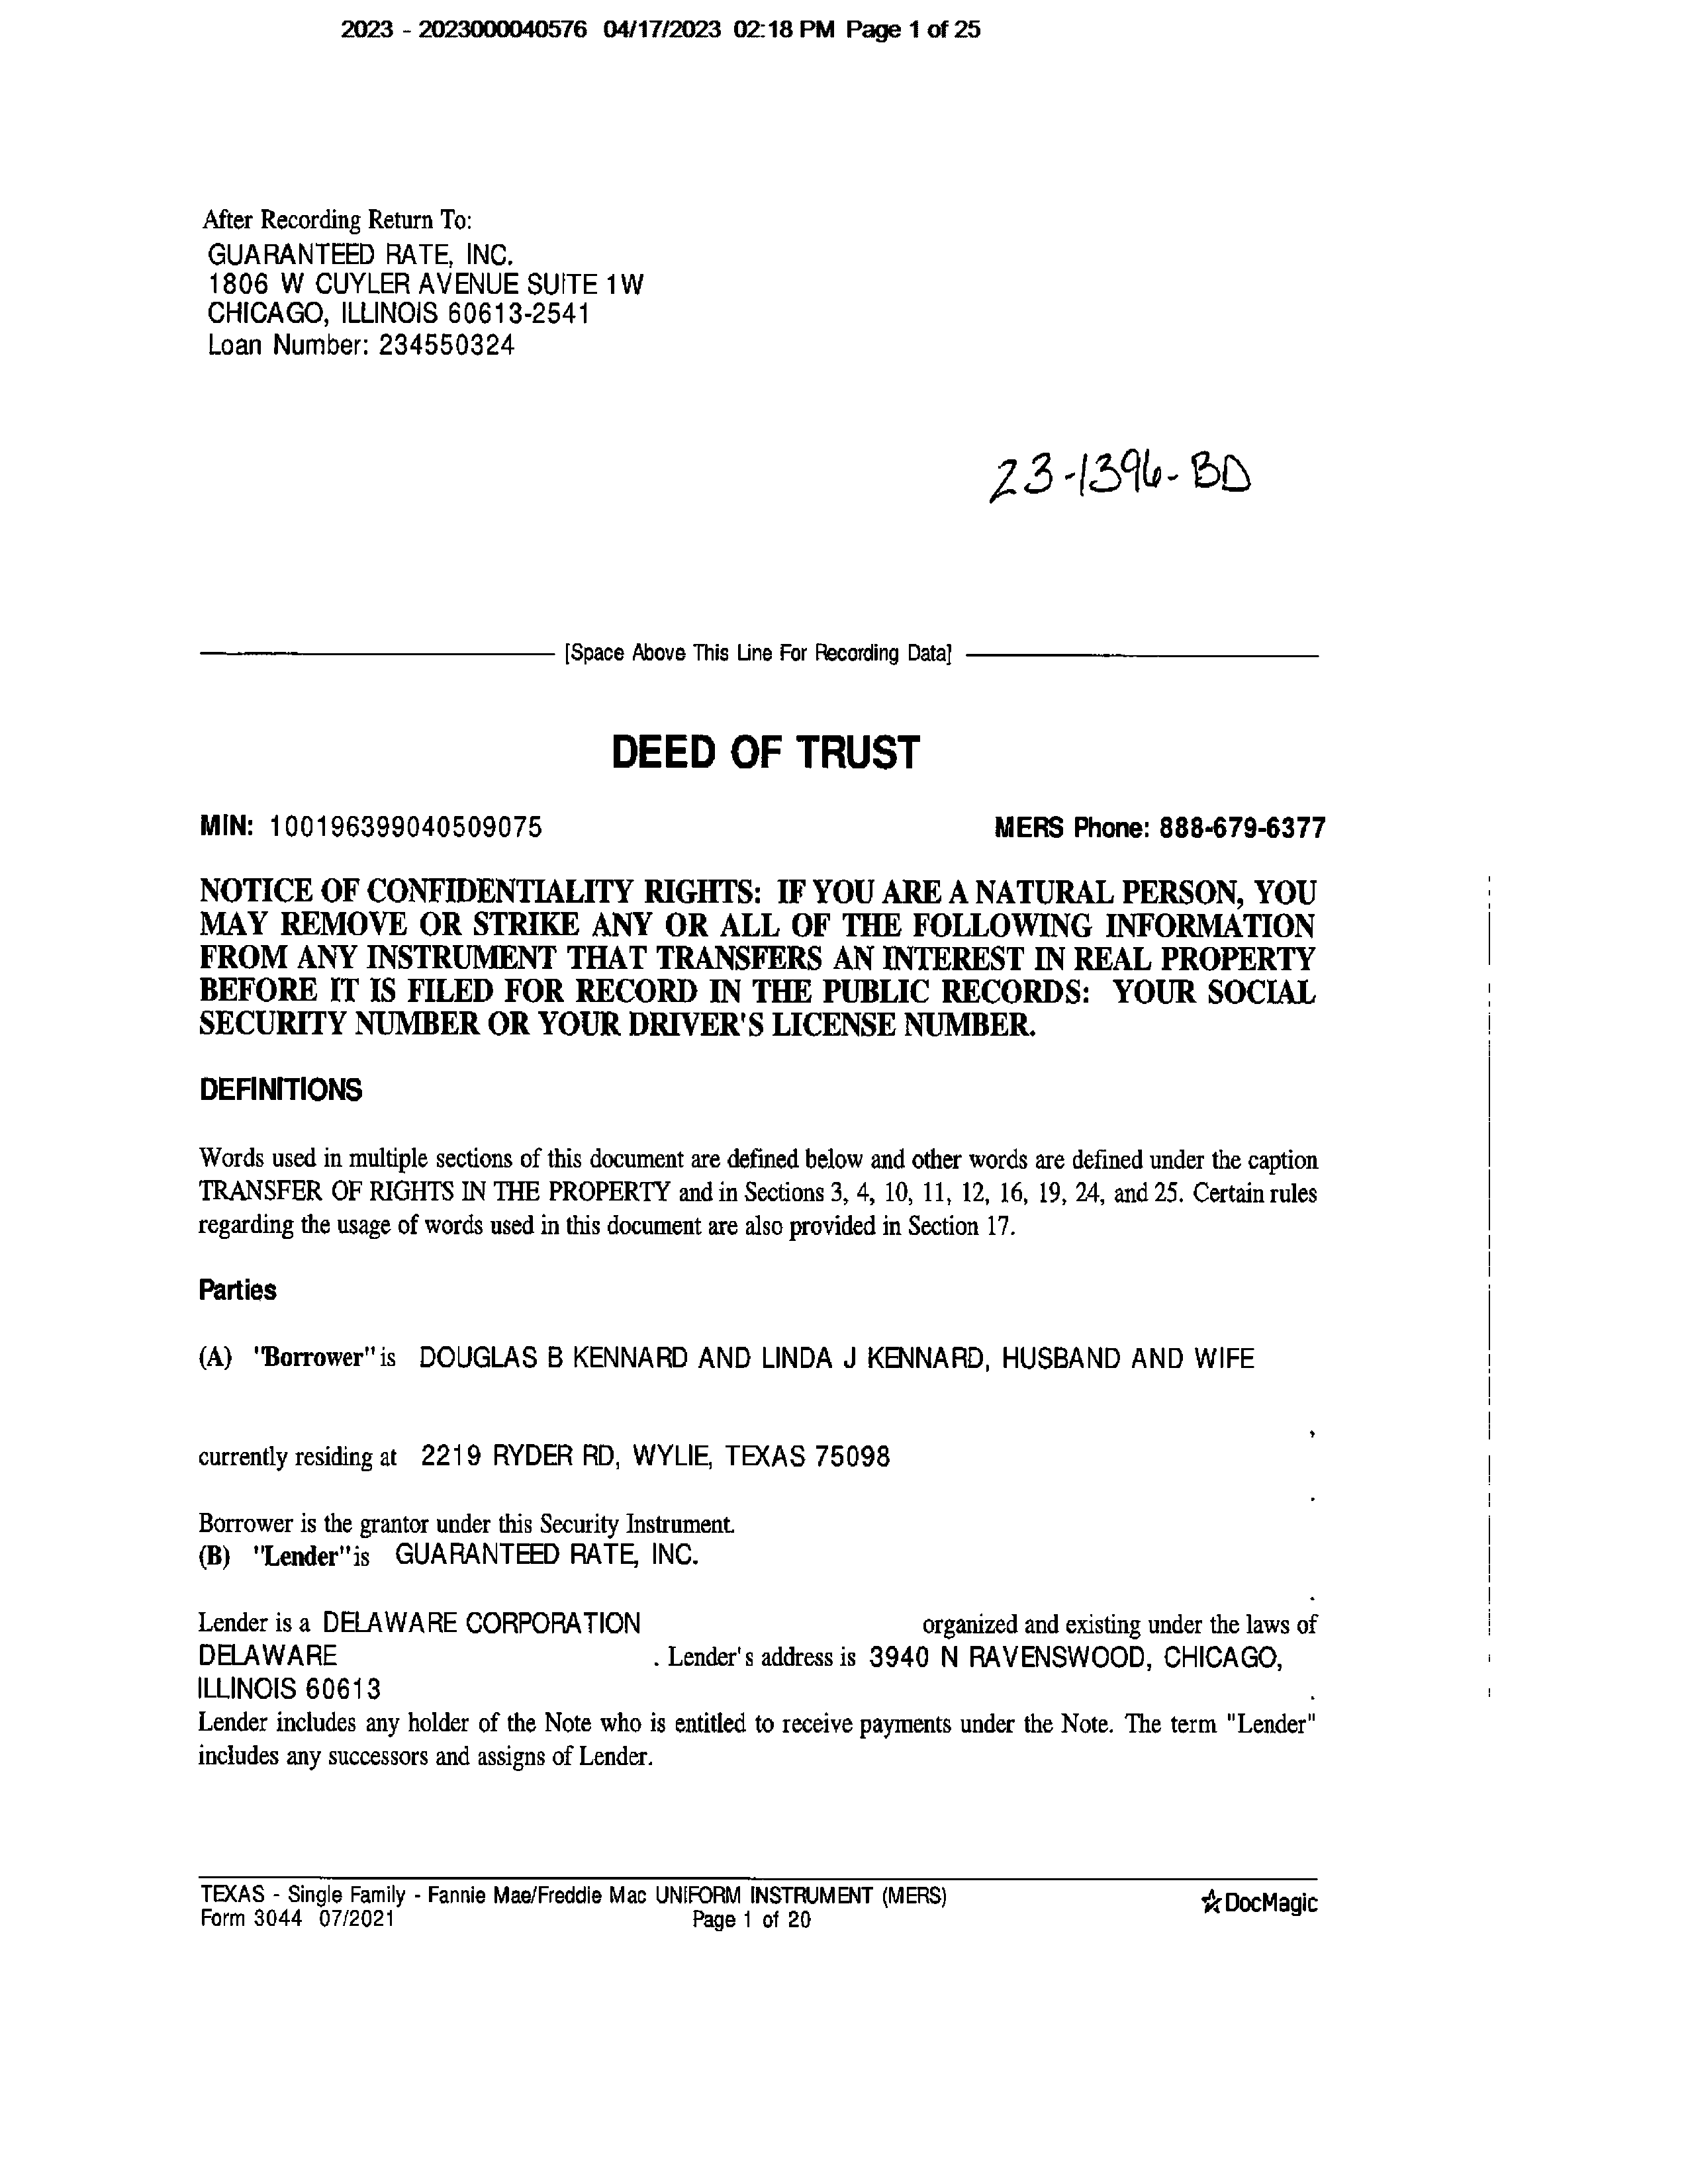 2023 - 2023000040576 04/17/2023 02:18 PM Page 1 of 25
After Recording Return To:
GUARANTEED RATE, INC.
1806 W CUYLER AVENUE SUITE 1W
CHICAGO, ILLINOIS 60613-2541
Loan Number: 234550324
23-1396-BD
[Space Above This Line For Recording Data]
DEED OF TRUST
MIN: 100196399040509075 MERS Phone: 888-679-6377
NOTICE OF CONFIDENTIALITY RIGHTS: IF YOU ARE A NATURAL PERSON, YOU
MAY REMOVE OR STRIKE ANY OR ALL OF THE FOLLOWING INFORMATION
FROM ANY INSTRUMENT THAT TRANSFERS AN INTEREST IN REAL PROPERTY
BEFORE IT IS FILED FOR RECORD IN THE PUBLIC RECORDS: YOUR SOCIAL
SECURITY NUMBER OR YOUR DRIVER'S LICENSE NUMBER.
DEFINITIONS
Words used in multiple sections of this document are defined below and other words are defined under the caption
TRANSFER OF RIGHTS IN THE PROPERTY and in Sections 3, 4, 10, 11, 12, 16, 19, 24, and 25. Certain rules
regarding the usage of words used in this document are also provided in Section 17.
Parties
(A) "Borrower" is DOUGLAS B KENNARD AND LINDA J KENNARD, HUSBAND AND WIFE
,
currently residing at 2219 RYDER RD, WYLIE, TEXAS 75098
.
Borrower is the grantor under this Security Instrument.
(B) "Lender" is GUARANTEED RATE, INC.
.
Lender is a DELAWARE CORPORATION organized and existing under the laws of
DELAWARE . Lender's address is 3940 N RAVENSWOOD, CHICAGO,
ILLINOIS 60613 .
Lender includes any holder of the Note who is entitled to receive payments under the Note. The term "Lender"
includes any successors and assigns of Lender.
TEXAS - Single Family - Fannie Mae/Freddie Mac UNIFORM INSTRUMENT (MERS) DocMagic
Form 3044 07/2021 Page 1 of 20